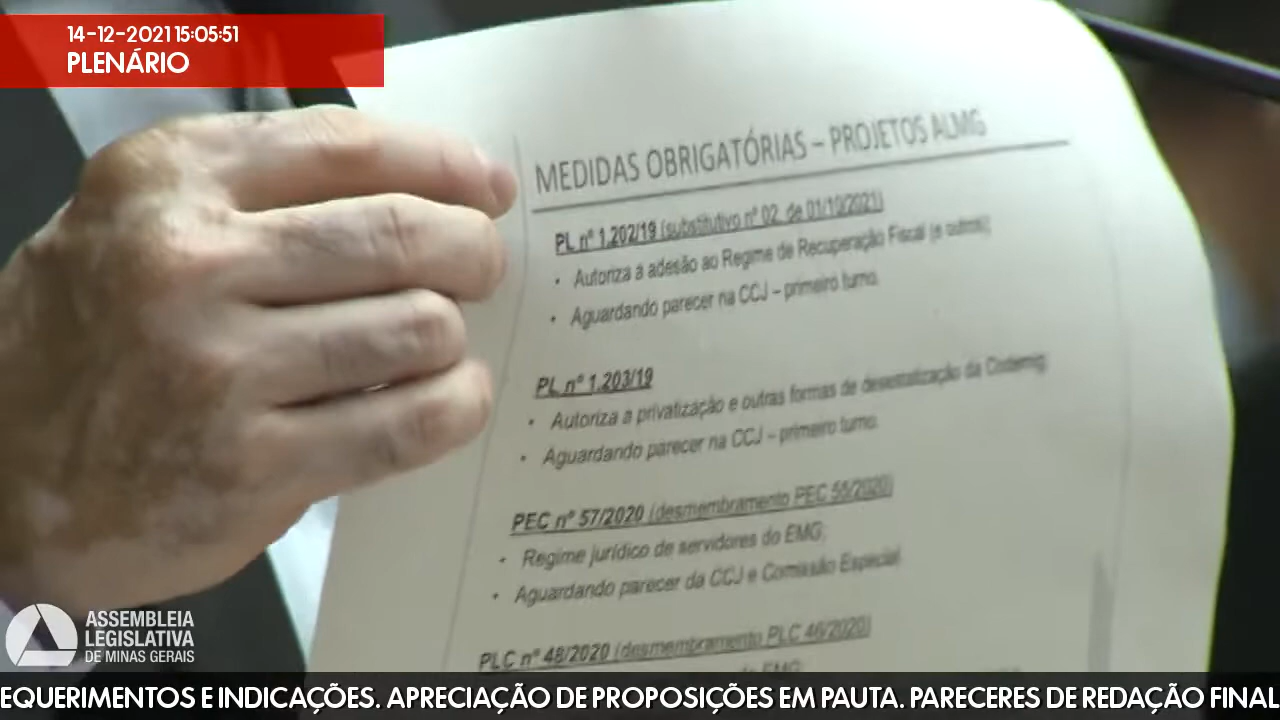 14-12-2021 15:05:51
PLENÁRIO
MEDIDAS OBRIGATÓRIAS – PROJETOS ALMG
PL nº 1.202/19 (substitutivo nº 02, de 01/10/2021)
• Autoriza a adesão ao Regime de Recuperação Fiscal (e outros);
• Aguardando parecer na CCJ – primeiro turno.
PL nº 1.203/19
• Autoriza a privatização e outras formas de desestatização da Codemig;
• Aguardando parecer na CCJ – primeiro turno.
PEC nº 57/2020 (desmembramento PEC 55/2020)
• Regime jurídico de servidores do EMG;
• Aguardando parecer da CCJ e Comissão Especial.
PLC nº 48/2020 (desmembramento PLC 46/2020)
do EMG;
ASSEMBLEIA
LEGISLATIVA
DE MINAS GERAIS
EQUERIMENTOS E INDICAÇÕES. APRECIAÇÃO DE PROPOSIÇÕES EM PAUTA. PARECERES DE REDAÇÃO FINAL